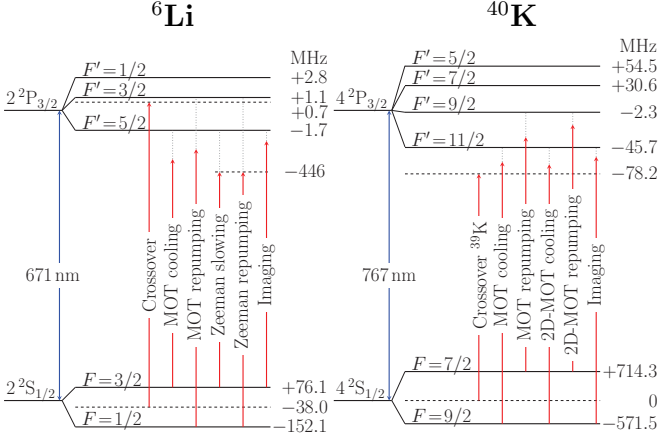 ⁶Li
⁴⁰K
MHz
F′=1/2
+2.8
F′=3/2
+1.1
2 ²P₃/₂
+0.7
F′=5/2
−1.7
−446
671 nm
Crossover
MOT cooling
MOT repumping
Zeeman slowing
Zeeman repumping
Imaging
F=3/2
+76.1
2 ²S₁/₂
−38.0
F=1/2
−152.1
MHz
F′=5/2
+54.5
F′=7/2
+30.6
4 ²P₃/₂
F′=9/2
−2.3
F′=11/2
−45.7
−78.2
767 nm
Crossover ³⁹K
MOT cooling
MOT repumping
2D-MOT cooling
2D-MOT repumping
Imaging
F=7/2
+714.3
4 ²S₁/₂
0
F=9/2
−571.5